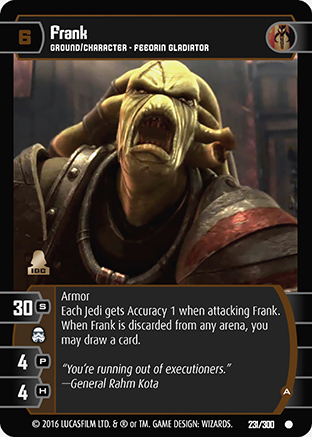 6
Frank
GROUND/CHARACTER - FEEORIN GLADIATOR
IDC
30 S
Armor
Each Jedi gets Accuracy 1 when attacking Frank.
When Frank is discarded from any arena, you
may draw a card.
4 P
"You're running out of executioners."
—General Rahm Kota
4 H
A
© 2016 LUCASFILM LTD. & ® or TM. GAME DESIGN: WIZARDS.
231/300